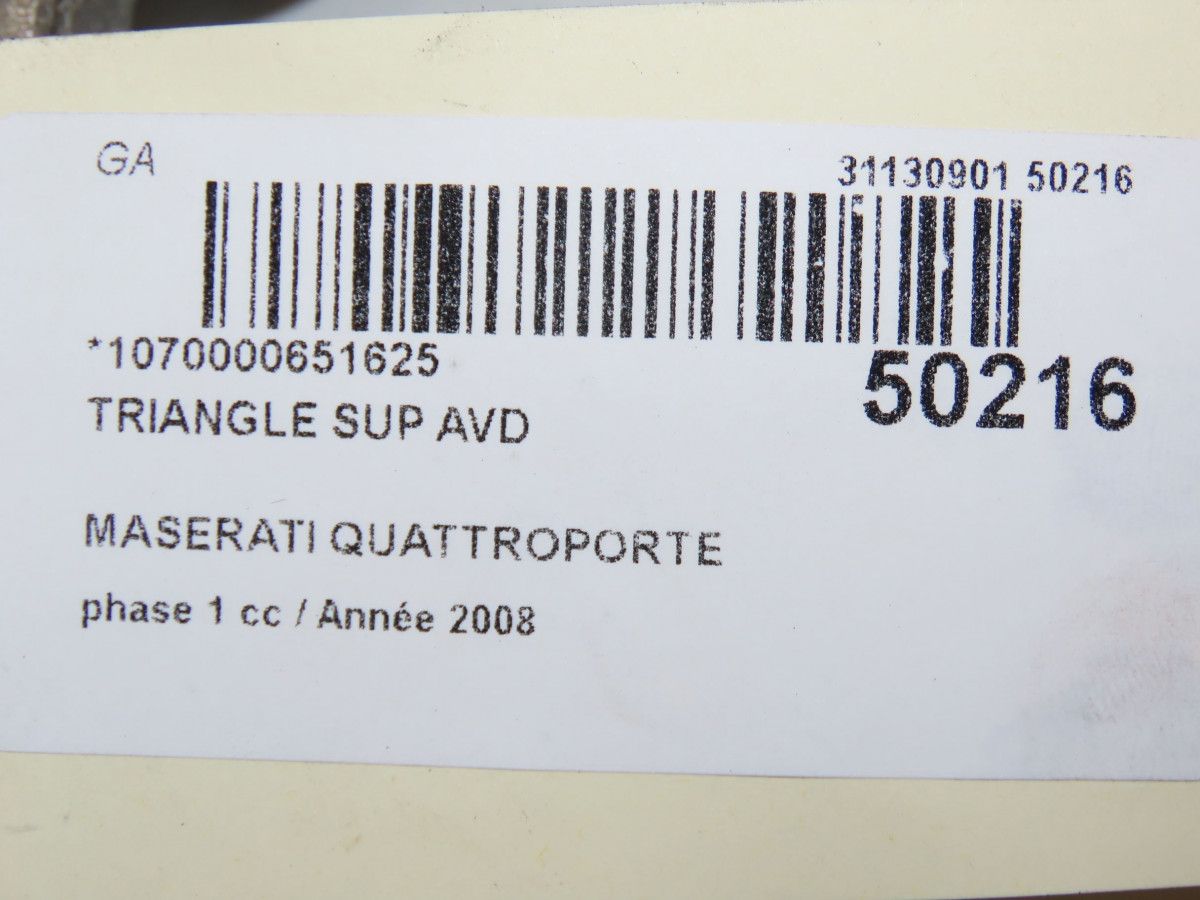 GA
31130901 50216
*1070000651625
50216
TRIANGLE SUP AVD
MASERATI QUATTROPORTE
phase 1 cc / Année 2008